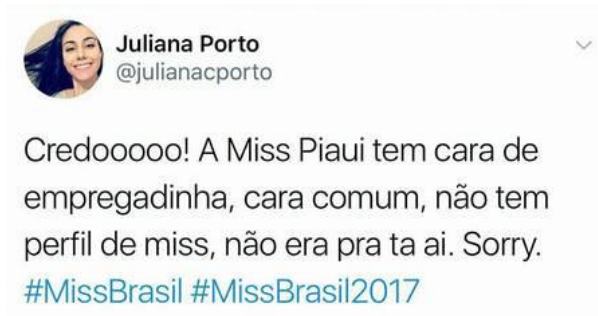 Juliana Porto
@julianacporto
Credooooo! A Miss Piaui tem cara de
empregadinha, cara comum, não tem
perfil de miss, não era pra ta ai. Sorry.
#MissBrasil #MissBrasil2017